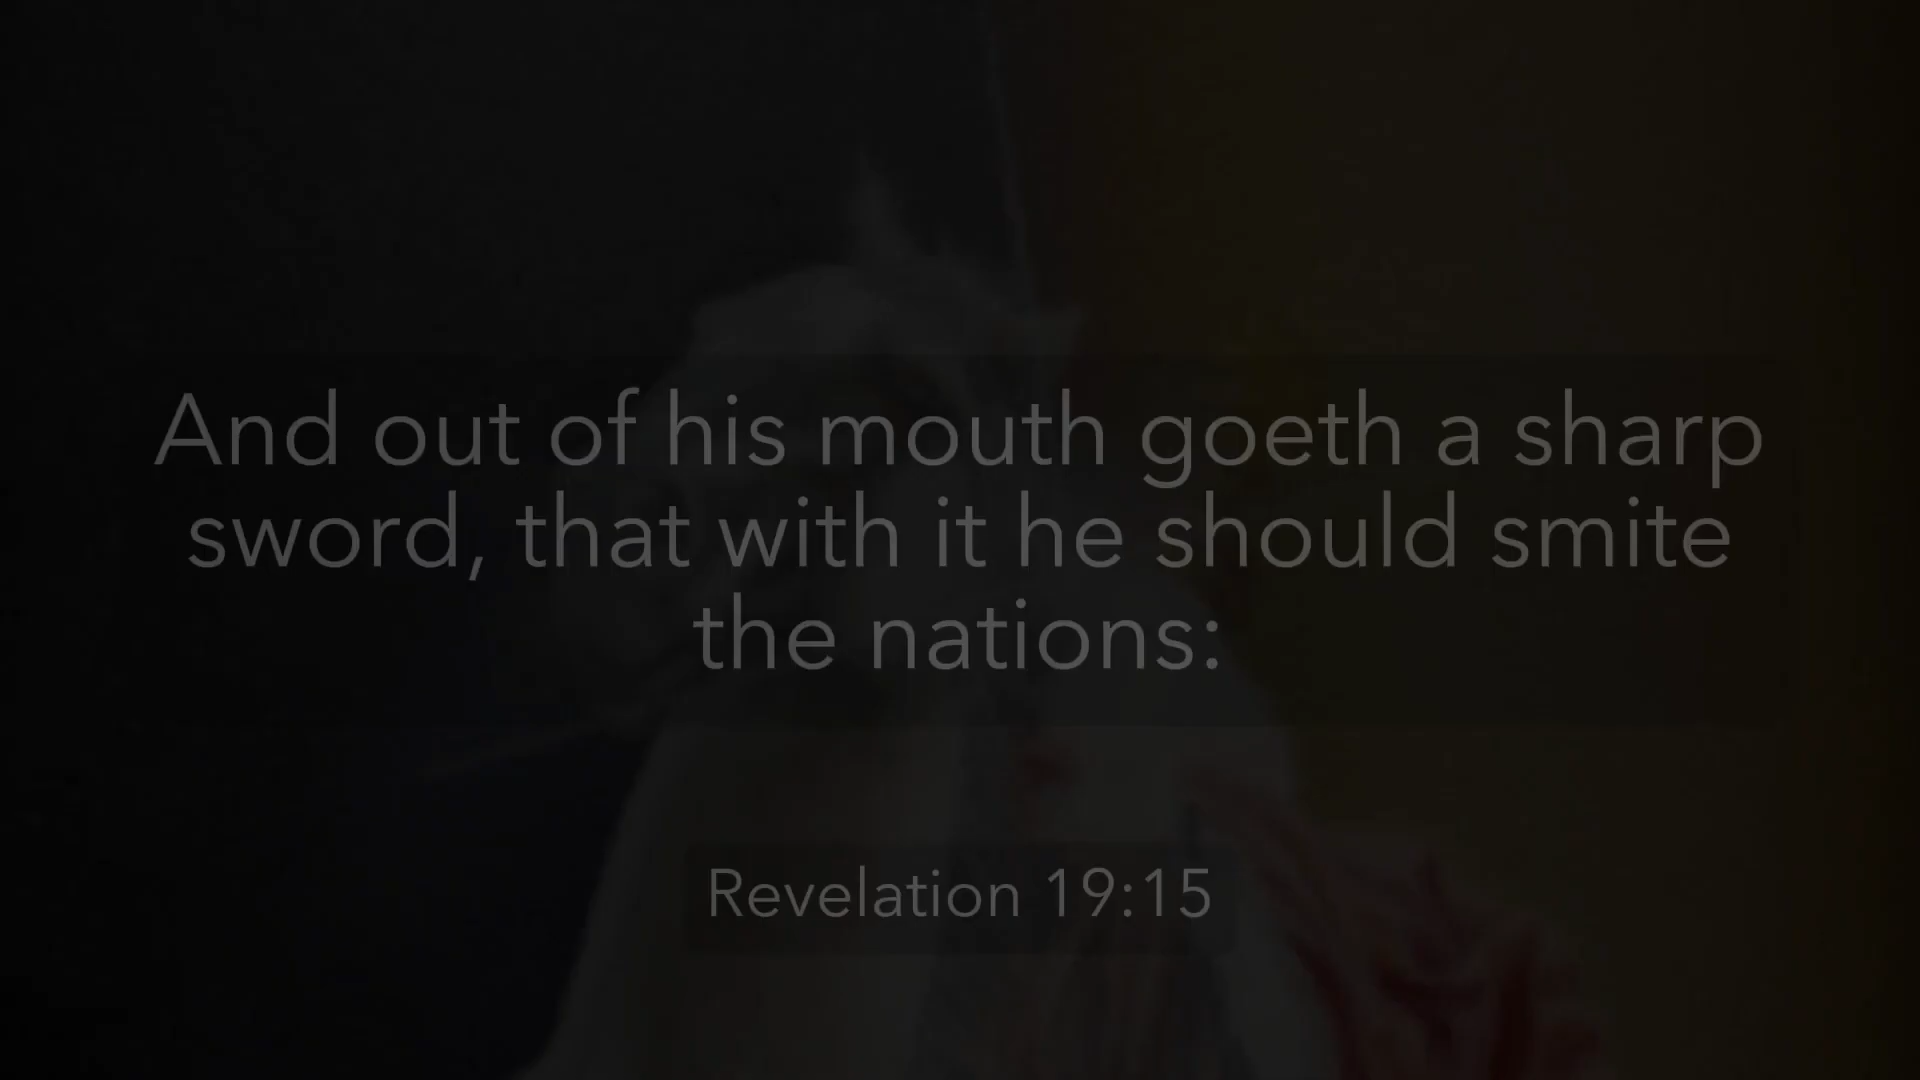 And out of his mouth goeth a sharp
sword, that with it he should smite
the nations:
Revelation 19:15